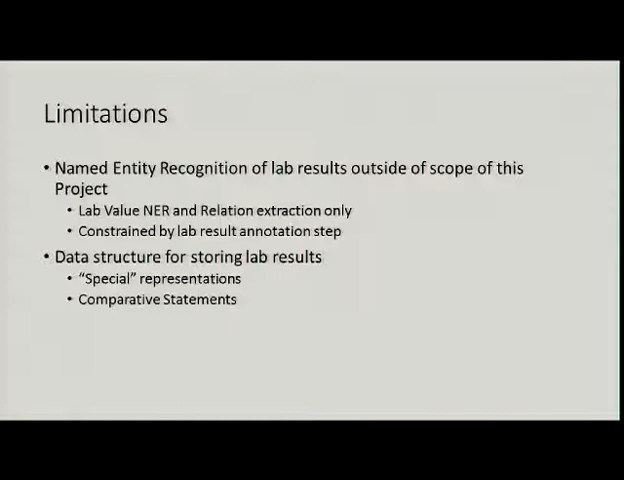 Limitations
• Named Entity Recognition of lab results outside of scope of this
Project
• Lab Value NER and Relation extraction only
• Constrained by lab result annotation step
• Data structure for storing lab results
• “Special” representations
• Comparative Statements